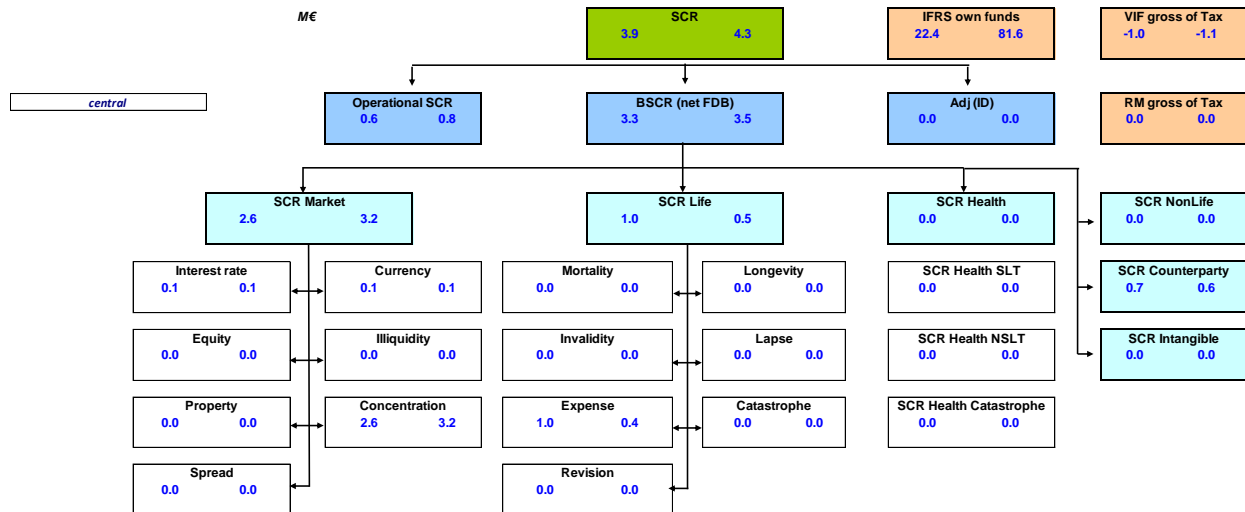 M€
SCR
3.9 4.3
IFRS own funds
22.4 81.6
VIF gross of Tax
-1.0 -1.1
central
Operational SCR
0.6 0.8
BSCR (net FDB)
3.3 3.5
Adj (ID)
0.0 0.0
RM gross of Tax
0.0 0.0
SCR Market
2.6 3.2
SCR Life
1.0 0.5
SCR Health
0.0 0.0
SCR NonLife
0.0 0.0
Interest rate
0.1 0.1
Currency
0.1 0.1
Mortality
0.0 0.0
Longevity
0.0 0.0
SCR Health SLT
0.0 0.0
SCR Counterparty
0.7 0.6
Equity
0.0 0.0
Illiquidity
0.0 0.0
Invalidity
0.0 0.0
Lapse
0.0 0.0
SCR Health NSLT
0.0 0.0
SCR Intangible
0.0 0.0
Property
0.0 0.0
Concentration
2.6 3.2
Expense
1.0 0.4
Catastrophe
0.0 0.0
SCR Health Catastrophe
0.0 0.0
Spread
0.0 0.0
Revision
0.0 0.0